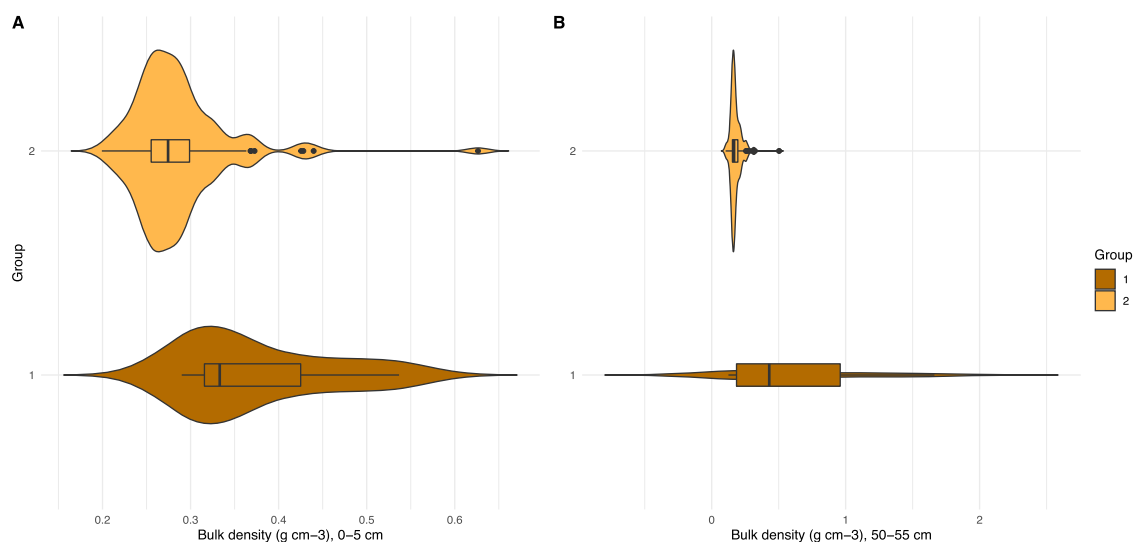 A
B
Group
2
1
0.2 0.3 0.4 0.5 0.6
Bulk density (g cm−3), 0−5 cm
2
1
0 1 2
Bulk density (g cm−3), 50−55 cm
Group
1
2